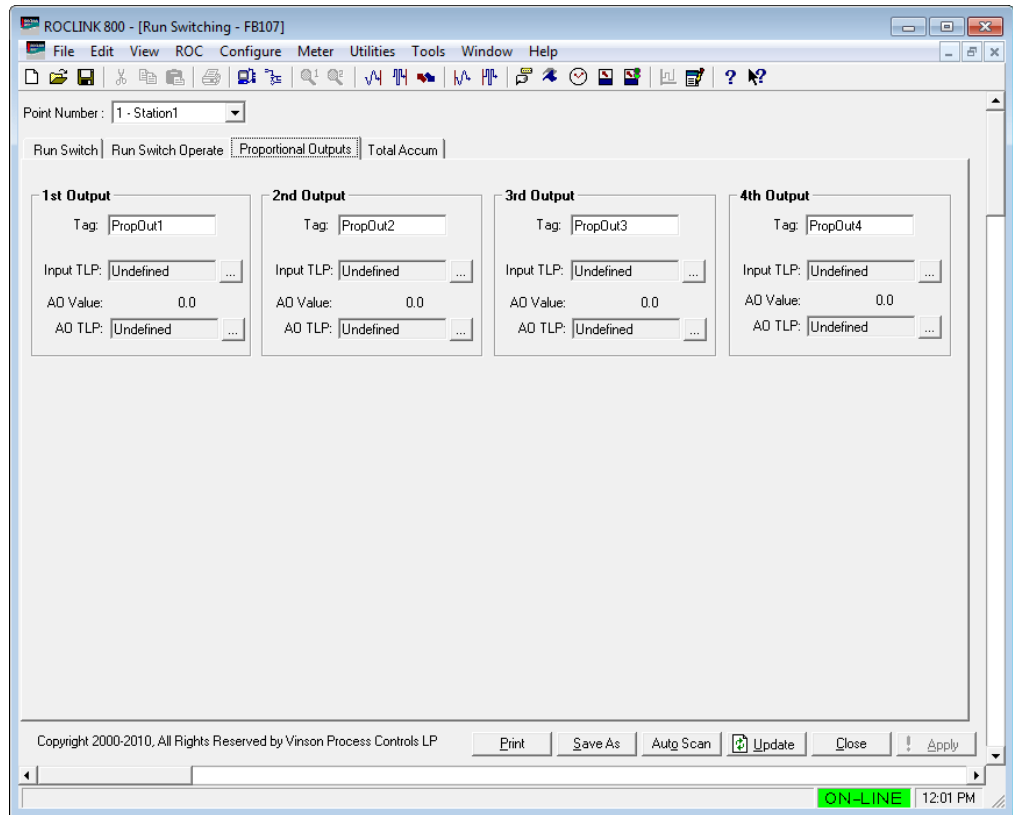 ROCLINK 800 - [Run Switching - FB107]
File Edit View ROC Configure Meter Utilities Tools Window Help
Point Number : 1 - Station1
Run Switch Run Switch Operate Proportional Outputs Total Accum
1st Output
Tag: PropOut1
Input TLP: Undefined ...
AO Value: 0.0
AO TLP: Undefined ...
2nd Output
Tag: PropOut2
Input TLP: Undefined ...
AO Value: 0.0
AO TLP: Undefined ...
3rd Output
Tag: PropOut3
Input TLP: Undefined ...
AO Value: 0.0
AO TLP: Undefined ...
4th Output
Tag: PropOut4
Input TLP: Undefined ...
AO Value: 0.0
AO TLP: Undefined ...
Copyright 2000-2010, All Rights Reserved by Vinson Process Controls LP
Print Save As Auto Scan Update Close ! Apply
ON-LINE 12:01 PM